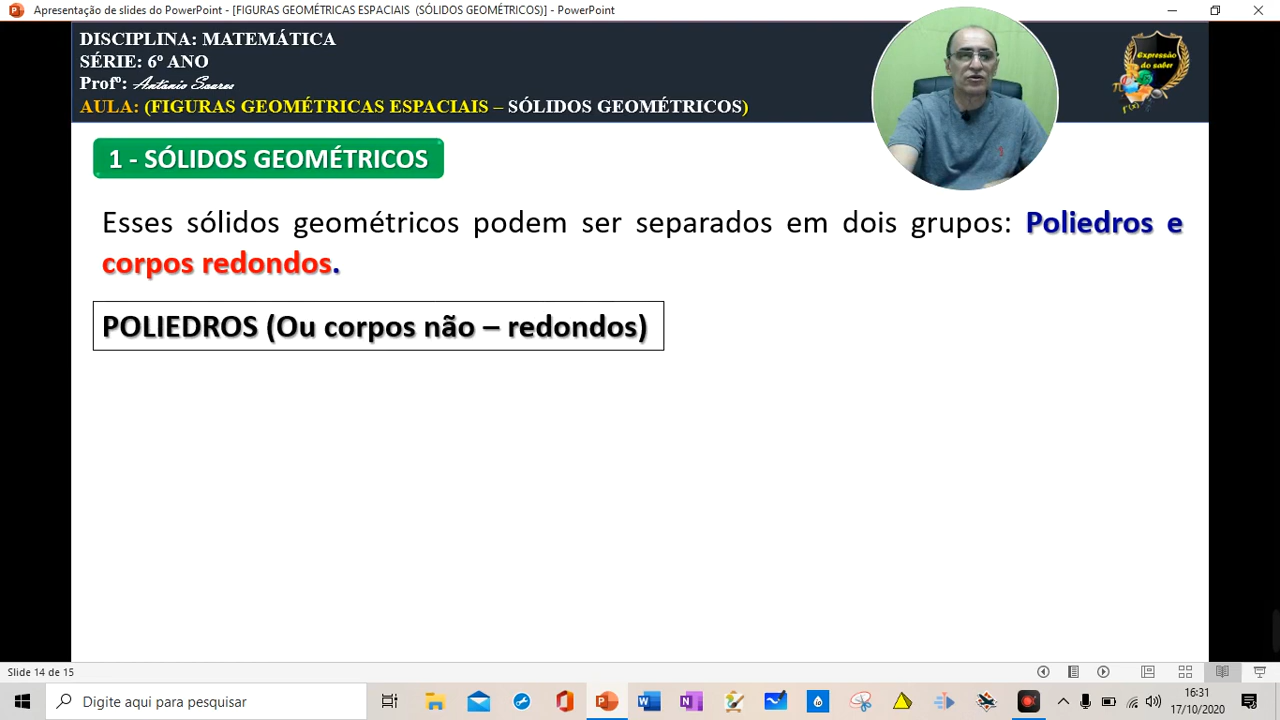 Apresentação de slides do PowerPoint - [FIGURAS GEOMÉTRICAS ESPACIAIS (SÓLIDOS GEOMÉTRICOS)] - PowerPoint
DISCIPLINA: MATEMÁTICA
SÉRIE: 6º ANO
Profº: Antonio Soares
AULA: (FIGURAS GEOMÉTRICAS ESPACIAIS – SÓLIDOS GEOMÉTRICOS)
Expressão
do saber
1 - SÓLIDOS GEOMÉTRICOS
Esses sólidos geométricos podem ser separados em dois grupos: Poliedros e
corpos redondos.
POLIEDROS (Ou corpos não – redondos)
Slide 14 de 15
Digite aqui para pesquisar
16:31
17/10/2020